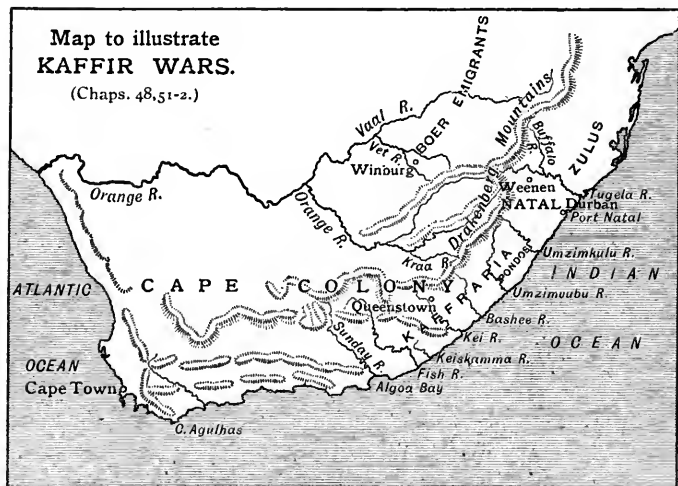 Map to illustrate
KAFFIR WARS.
(Chaps. 48, 51-2.)
BOER EMIGRANTS
Vaal R.
Vet R.
Winburg
Mountains
Drakenberg
Buffalo R.
ZULUS
Weenen
NATAL
Durban
Tugela R.
Port Natal
Orange R.
Orange R.
Kraa R.
Umzimkulu R.
PONDOS
KAFFRARIA
Umzimvubu R.
INDIAN
OCEAN
ATLANTIC
OCEAN
CAPE COLONY
Queenstown
Bashee R.
Kei R.
Keiskamma R.
Fish R.
Sunday R.
Algoa Bay
Cape Town
C. Agulhas